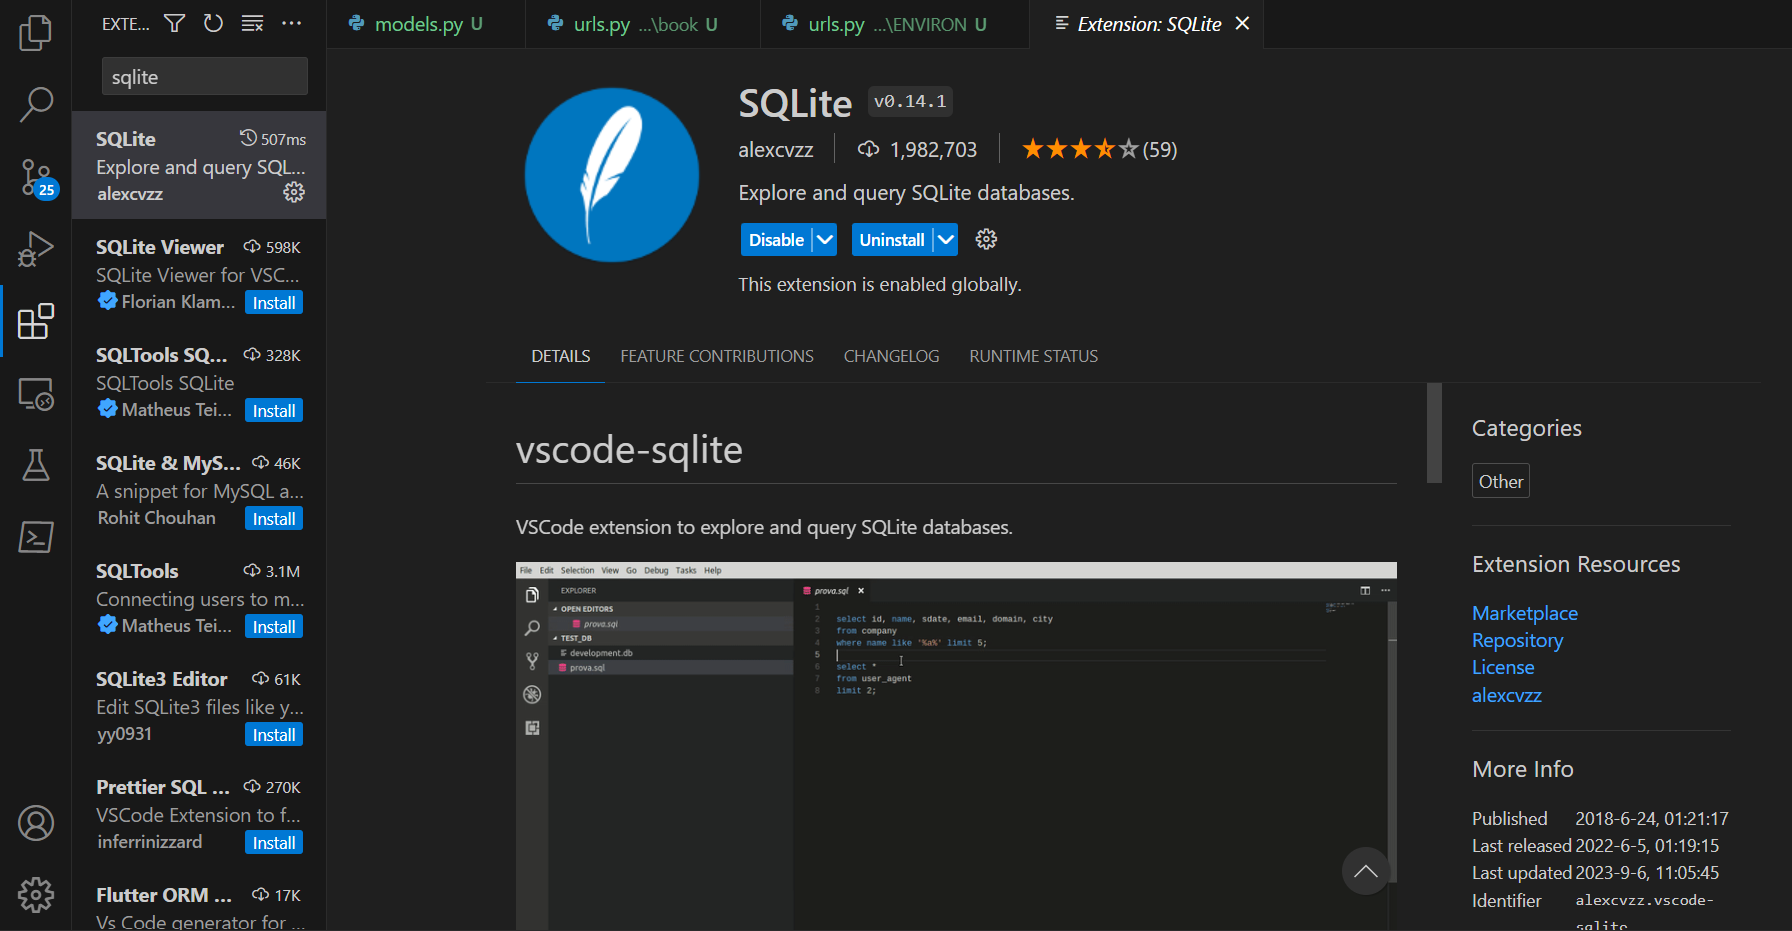 EXTE...
sqlite
SQLite 507ms
Explore and query SQL...
alexcvzz
25
SQLite Viewer 598K
SQLite Viewer for VSC...
Florian Klam... Install
SQLTools SQ... 328K
SQLTools SQLite
Matheus Tei... Install
SQLite & MyS... 46K
A snippet for MySQL a...
Rohit Chouhan Install
SQLTools 3.1M
Connecting users to m...
Matheus Tei... Install
SQLite3 Editor 61K
Edit SQLite3 files like y...
yy0931 Install
Prettier SQL ... 270K
VSCode Extension to f...
inferrinizzard Install
Flutter ORM ... 17K
Vs Code generator for ...
models.py U urls.py ...\book U urls.py ...\ENVIRON U Extension: SQLite
SQLite v0.14.1
alexcvzz 1,982,703 (59)
Explore and query SQLite databases.
Disable Uninstall
This extension is enabled globally.
DETAILS FEATURE CONTRIBUTIONS CHANGELOG RUNTIME STATUS
vscode-sqlite
VSCode extension to explore and query SQLite databases.
File Edit Selection View Go Debug Tasks Help
EXPLORER
OPEN EDITORS
prova.sql
TEST_DB
development.db
prova.sql
prova.sql
1
2 select id, name, sdate, email, domain, city
3 from company
4 where name like '%a%' limit 5;
5
6 select *
7 from user_agent
8 limit 2;
Categories
Other
Extension Resources
Marketplace
Repository
License
alexcvzz
More Info
Published 2018-6-24, 01:21:17
Last released 2022-6-5, 01:19:15
Last updated 2023-9-6, 11:05:45
Identifier alexcvzz.vscode-
sqlite